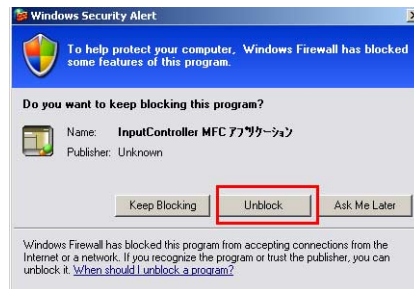 Windows Security Alert
To help protect your computer, Windows Firewall has blocked
some features of this program.
Do you want to keep blocking this program?
Name: InputController MFC アプリケーション
Publisher: Unknown
Keep Blocking Unblock Ask Me Later
Windows Firewall has blocked this program from accepting connections from the
Internet or a network. If you recognize the program or trust the publisher, you can
unblock it. When should I unblock a program?